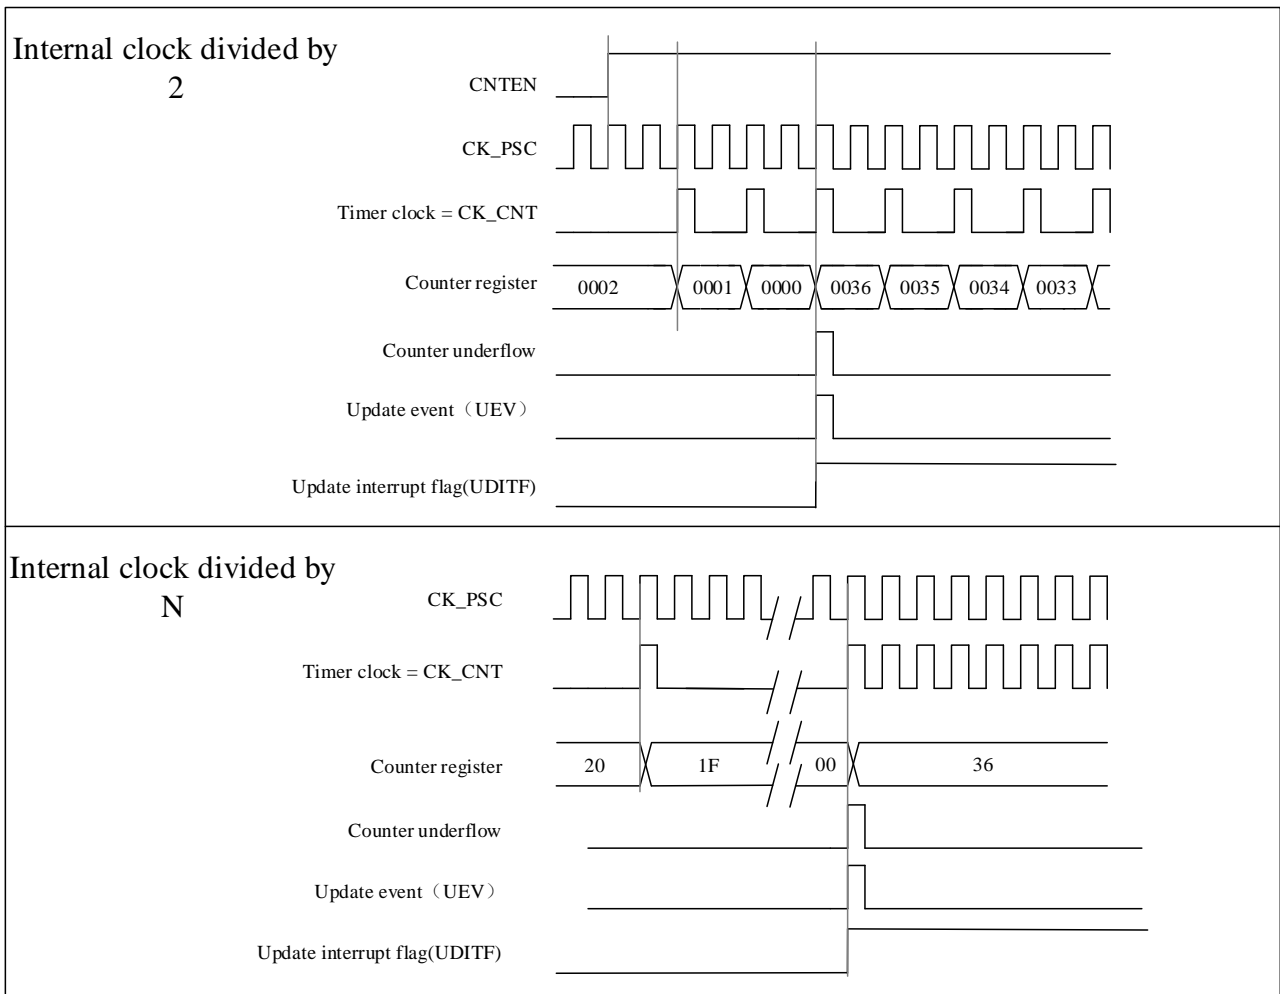 Internal clock divided by
2
CNTEN
CK_PSC
Timer clock = CK_CNT
Counter register
0002
0001
0000
0036
0035
0034
0033
Counter underflow
Update event（UEV）
Update interrupt flag(UDITF)
Internal clock divided by
N
CK_PSC
Timer clock = CK_CNT
Counter register
20
1F
00
36
Counter underflow
Update event（UEV）
Update interrupt flag(UDITF)